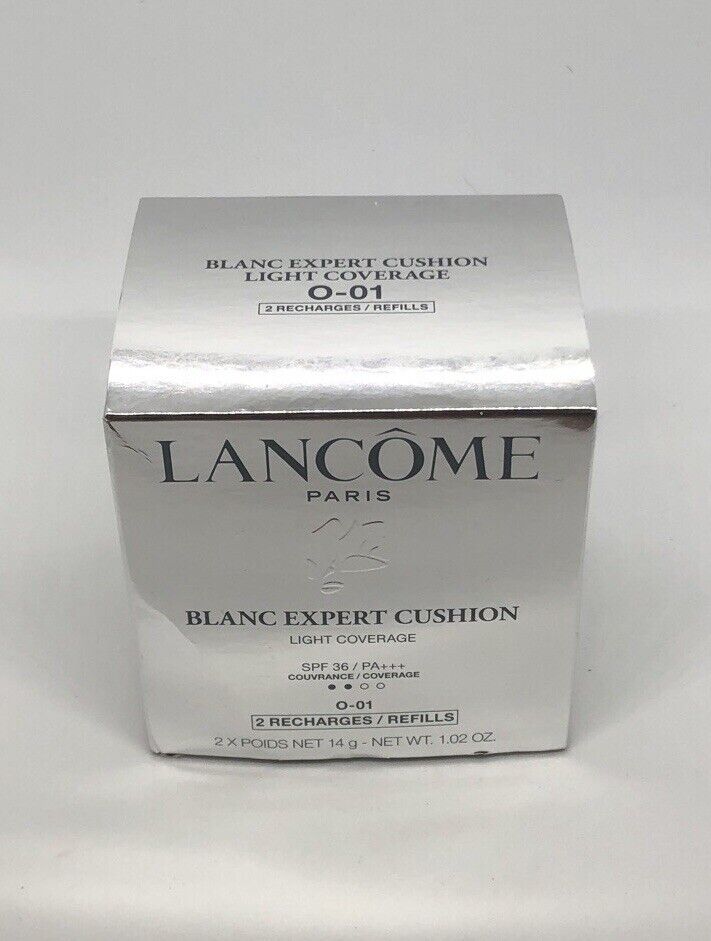 BLANC EXPERT CUSHION
LIGHT COVERAGE
O-01
2 RECHARGES / REFILLS
LANCÔME
PARIS
BLANC EXPERT CUSHION
LIGHT COVERAGE
SPF 36 / PA+++
COUVRANCE / COVERAGE
O-01
2 RECHARGES / REFILLS
2 X POIDS NET 14 g - NET WT. 1.02 OZ.